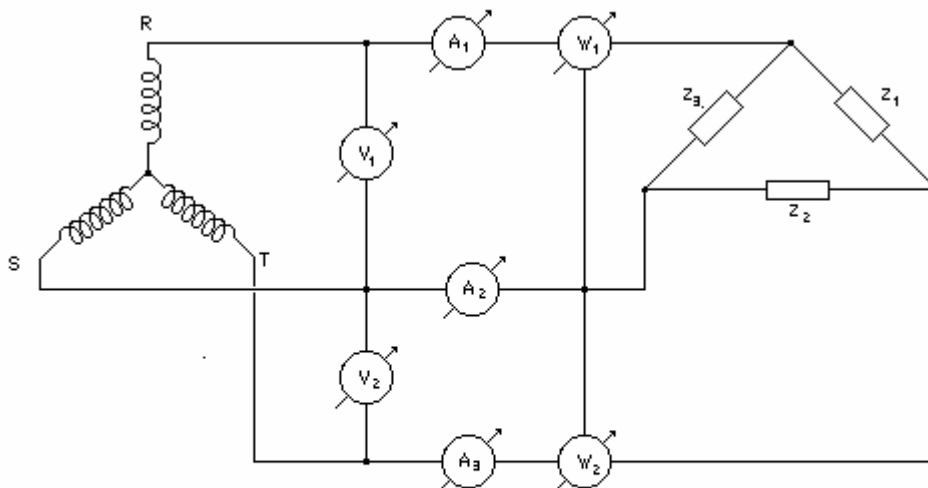 R
A₁
W₁
Z₃
Z₁
V₁
Z₂
S
T
A₂
V₂
A₃
W₂